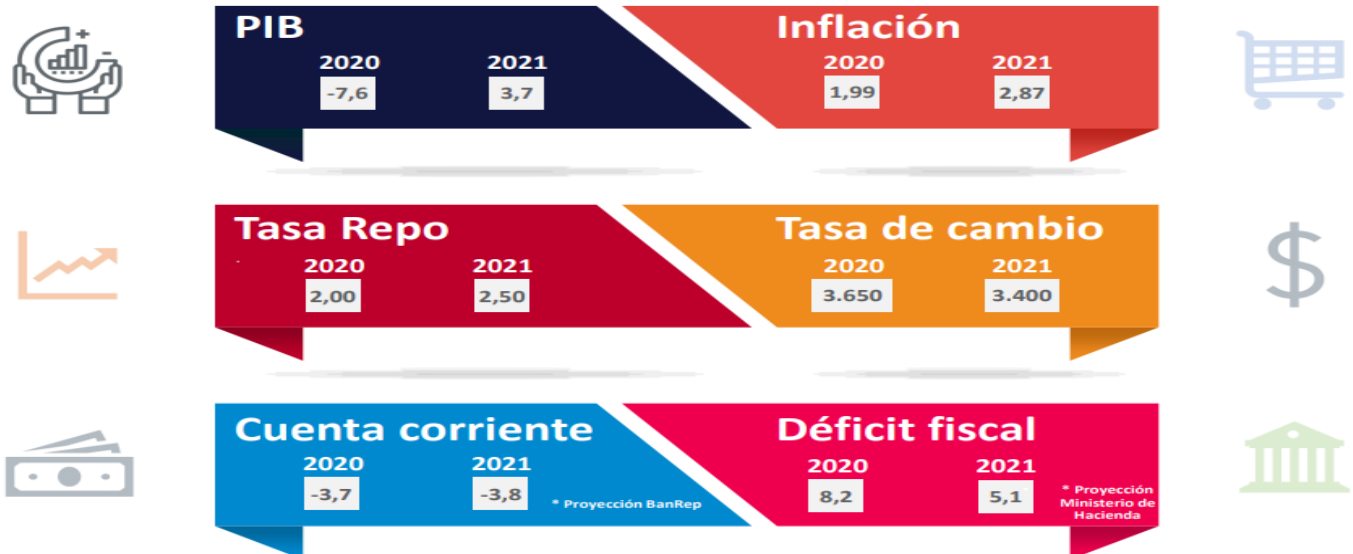 PIB
2020 2021
-7,6 3,7
Inflación
2020 2021
1,99 2,87
Tasa Repo
2020 2021
2,00 2,50
Tasa de cambio
2020 2021
3.650 3.400
Cuenta corriente
2020 2021
-3,7 -3,8
* Proyección BanRep
Déficit fiscal
2020 2021
8,2 5,1
* Proyección
Ministerio de
Hacienda